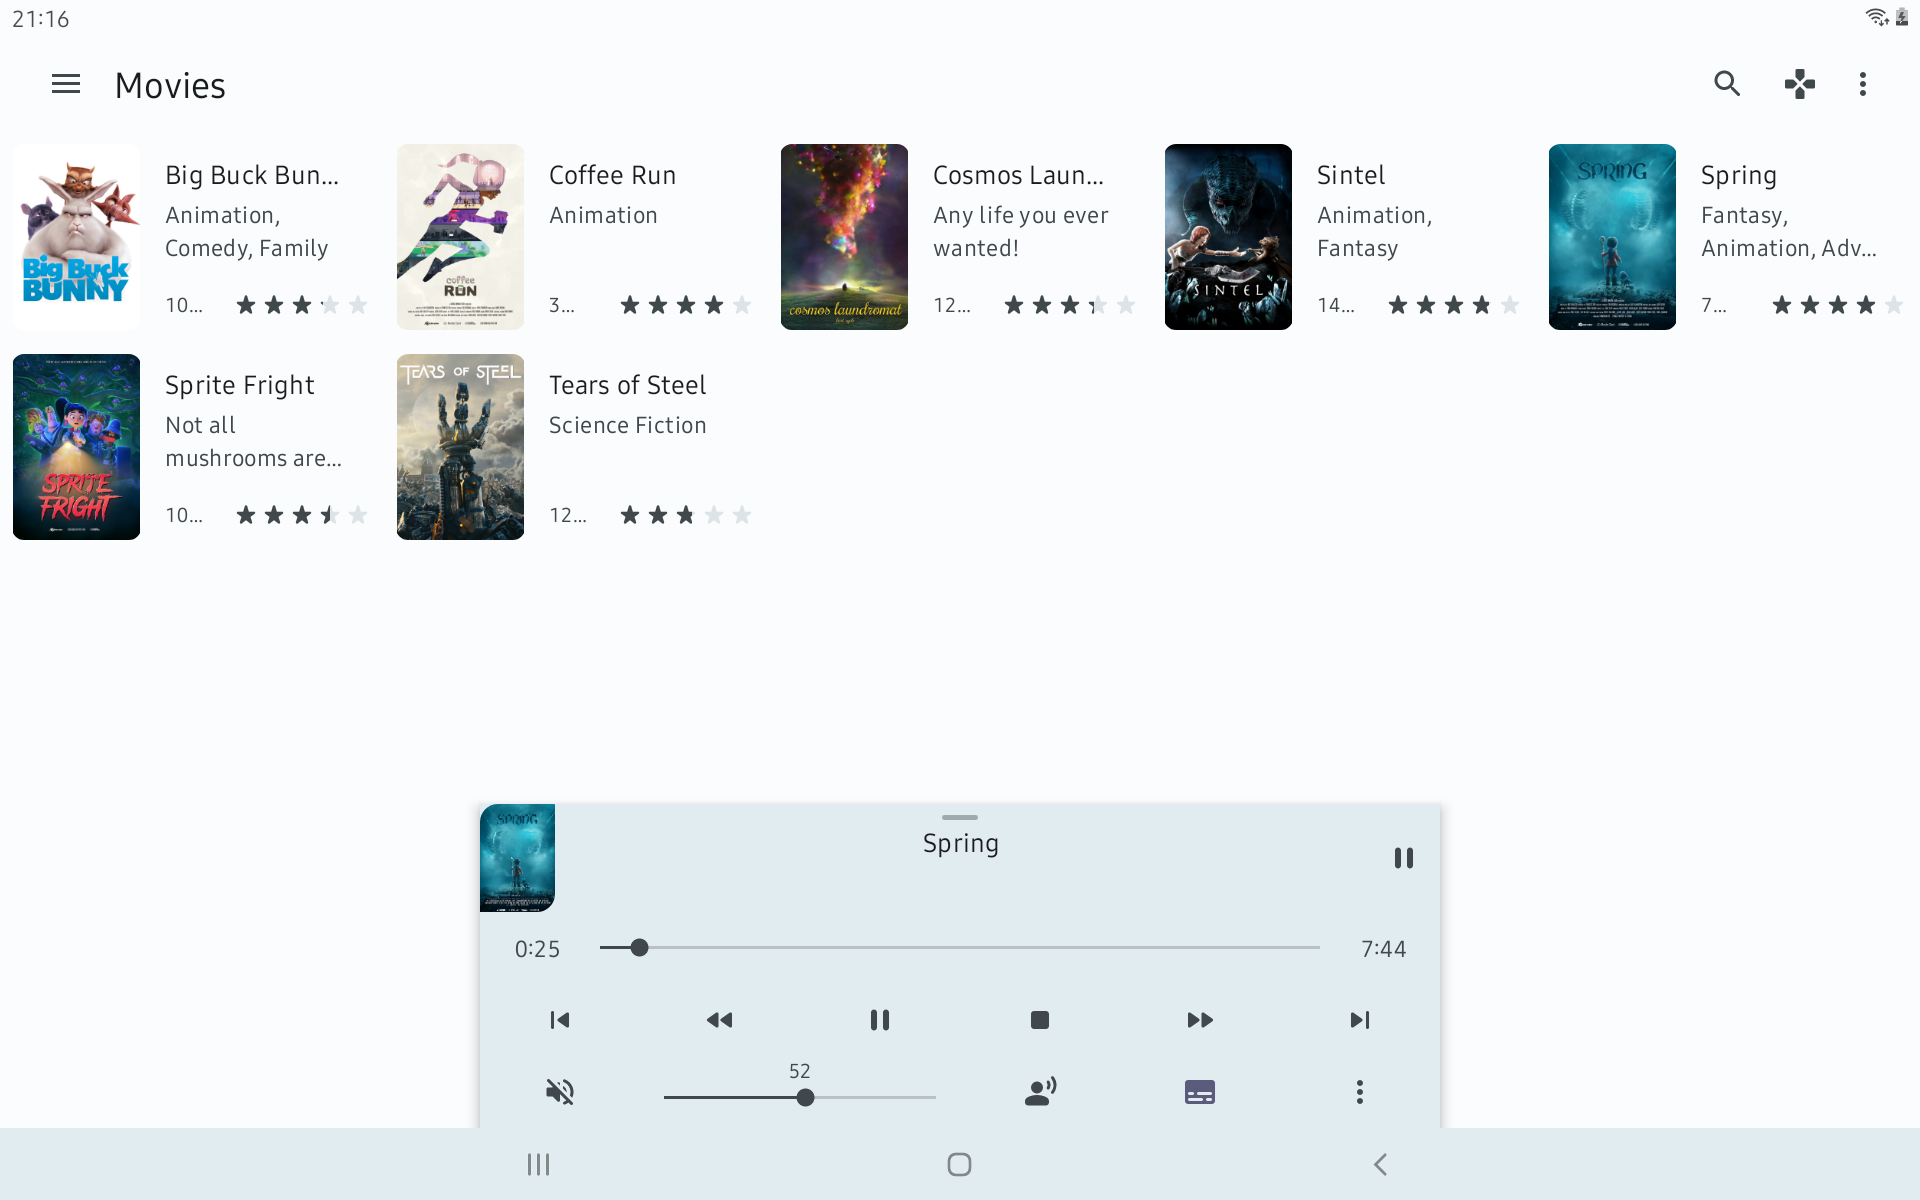 21:16
Movies
Big Buck BUNNY
Big Buck Bun...
Animation,
Comedy, Family
10...
coffee RUN
Coffee Run
Animation
3...
cosmos laundromat
Cosmos Laun...
Any life you ever
wanted!
12...
SINTEL
Sintel
Animation,
Fantasy
14...
SPRING
Spring
Fantasy,
Animation, Adv...
7...
SPRITE FRIGHT
Sprite Fright
Not all
mushrooms are...
10...
TEARS OF STEEL
Tears of Steel
Science Fiction
12...
SPRING
Spring
0:25
7:44
52